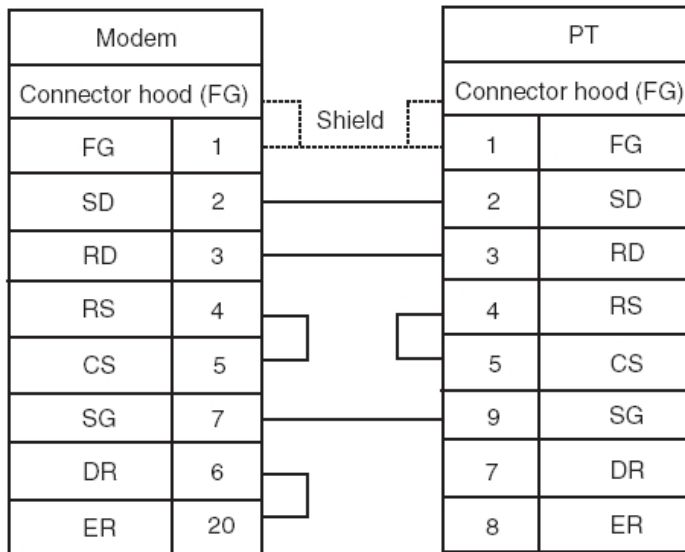 Modem PT
Connector hood (FG) Connector hood (FG)
Shield
FG 1 1 FG
SD 2 2 SD
RD 3 3 RD
RS 4 4 RS
CS 5 5 CS
SG 7 9 SG
DR 6 7 DR
ER 20 8 ER